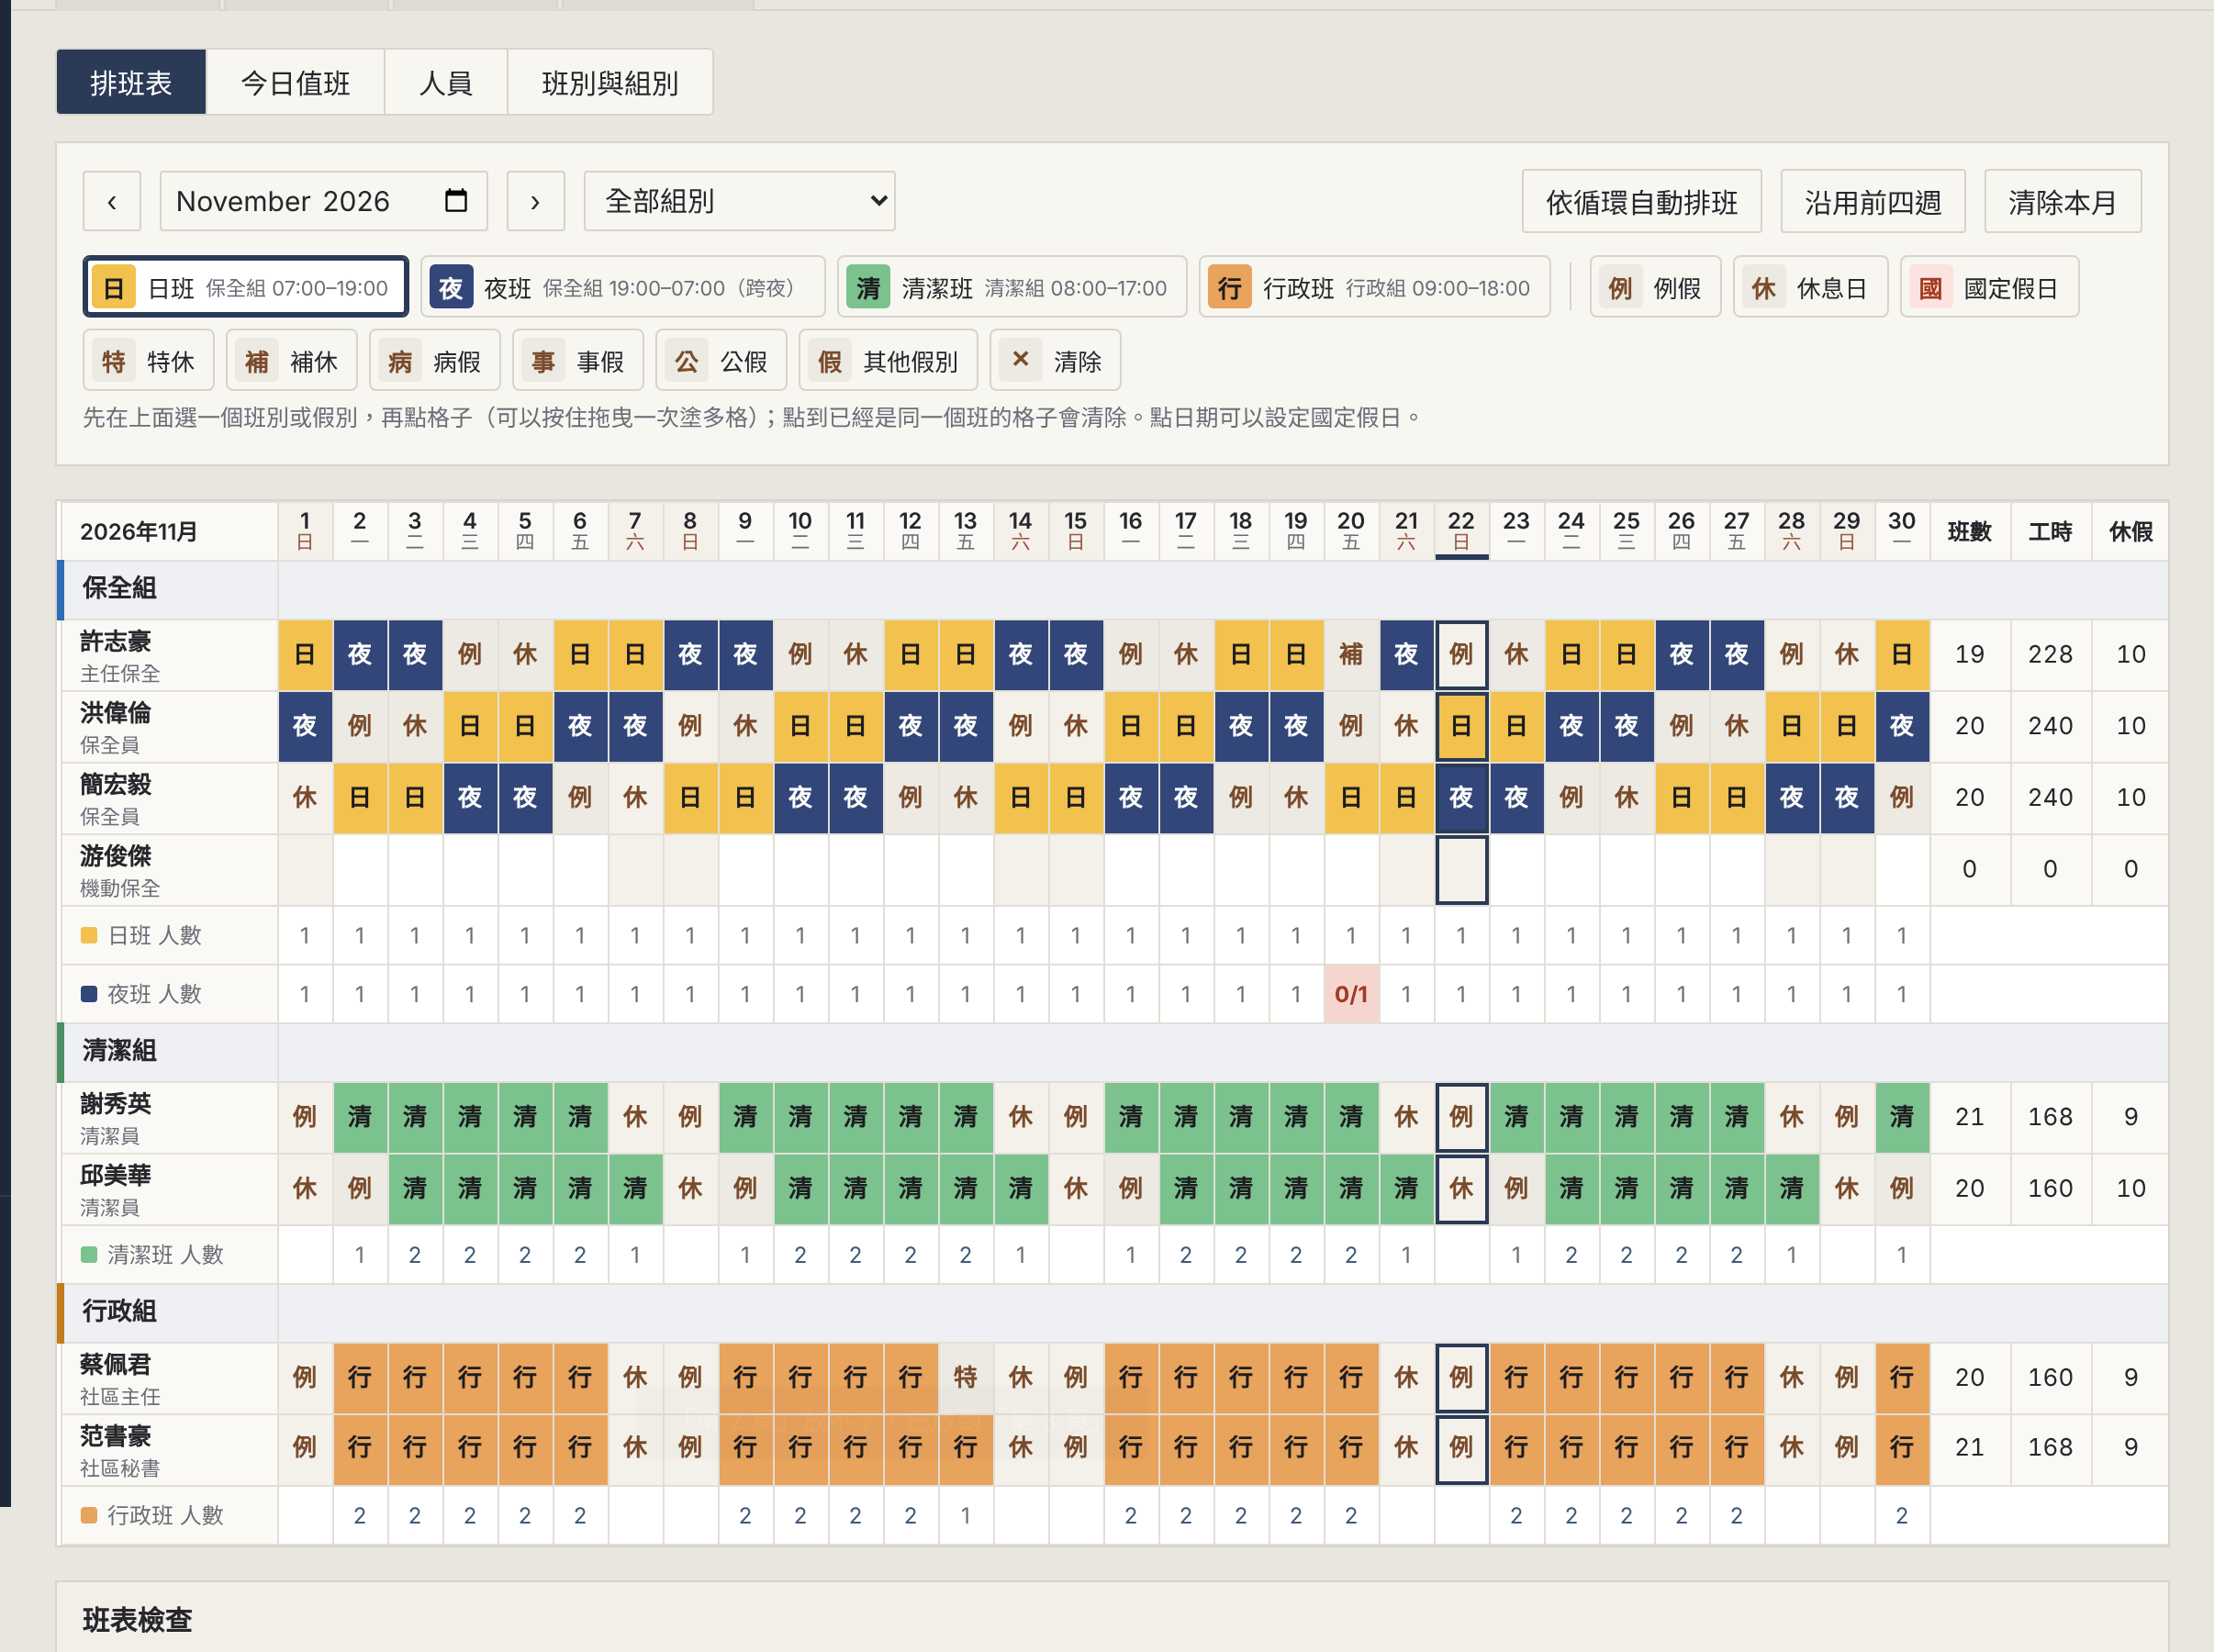 排班表 今日值班 人員 班別與組別
‹ November 2026 › 全部組別 依循環自動排班 沿用前四週 清除本月
日 日班 保全組 07:00–19:00 夜 夜班 保全組 19:00–07:00（跨夜） 清 清潔班 清潔組 08:00–17:00 行 行政班 行政組 09:00–18:00 例 例假 休 休息日 國 國定假日
特 特休 補 補休 病 病假 事 事假 公 公假 假 其他假別 × 清除
先在上面選一個班別或假別，再點格子（可以按住拖曳一次塗多格）；點到已經是同一個班的格子會清除。點日期可以設定國定假日。
2026年11月 1 2 3 4 5 6 7 8 9 10 11 12 13 14 15 16 17 18 19 20 21 22 23 24 25 26 27 28 29 30 班數 工時 休假
日 一 二 三 四 五 六 日 一 二 三 四 五 六 日 一 二 三 四 五 六 日 一 二 三 四 五 六 日 一
保全組
許志豪 日 夜 夜 例 休 日 日 夜 夜 例 休 日 日 夜 夜 例 休 日 日 補 夜 例 休 日 日 夜 夜 例 休 日 19 228 10
主任保全
洪偉倫 夜 例 休 日 日 夜 夜 例 休 日 日 夜 夜 例 休 日 日 夜 夜 例 休 日 日 夜 夜 例 休 日 日 夜 20 240 10
保全員
簡宏毅 休 日 日 夜 夜 例 休 日 日 夜 夜 例 休 日 日 夜 夜 例 休 日 日 夜 夜 例 休 日 日 夜 夜 例 20 240 10
保全員
游俊傑 0 0 0
機動保全
日班 人數 1 1 1 1 1 1 1 1 1 1 1 1 1 1 1 1 1 1 1 1 1 1 1 1 1 1 1 1 1 1
夜班 人數 1 1 1 1 1 1 1 1 1 1 1 1 1 1 1 1 1 1 1 0/1 1 1 1 1 1 1 1 1 1 1
清潔組
謝秀英 例 清 清 清 清 清 休 例 清 清 清 清 清 休 例 清 清 清 清 清 休 例 清 清 清 清 清 休 例 清 21 168 9
清潔員
邱美華 休 例 清 清 清 清 清 休 例 清 清 清 清 清 休 例 清 清 清 清 清 休 例 清 清 清 清 清 休 例 20 160 10
清潔員
清潔班 人數 1 2 2 2 2 1 1 2 2 2 2 1 1 2 2 2 2 1 1 2 2 2 2 1 1
行政組
蔡佩君 例 行 行 行 行 行 休 例 行 行 行 行 特 休 例 行 行 行 行 行 休 例 行 行 行 行 行 休 例 行 20 160 9
社區主任
范書豪 例 行 行 行 行 行 休 例 行 行 行 行 行 休 例 行 行 行 行 行 休 例 行 行 行 行 行 休 例 行 21 168 9
社區秘書
行政班 人數 2 2 2 2 2 2 2 2 2 1 2 2 2 2 2 2 2 2 2 2 2
班表檢查